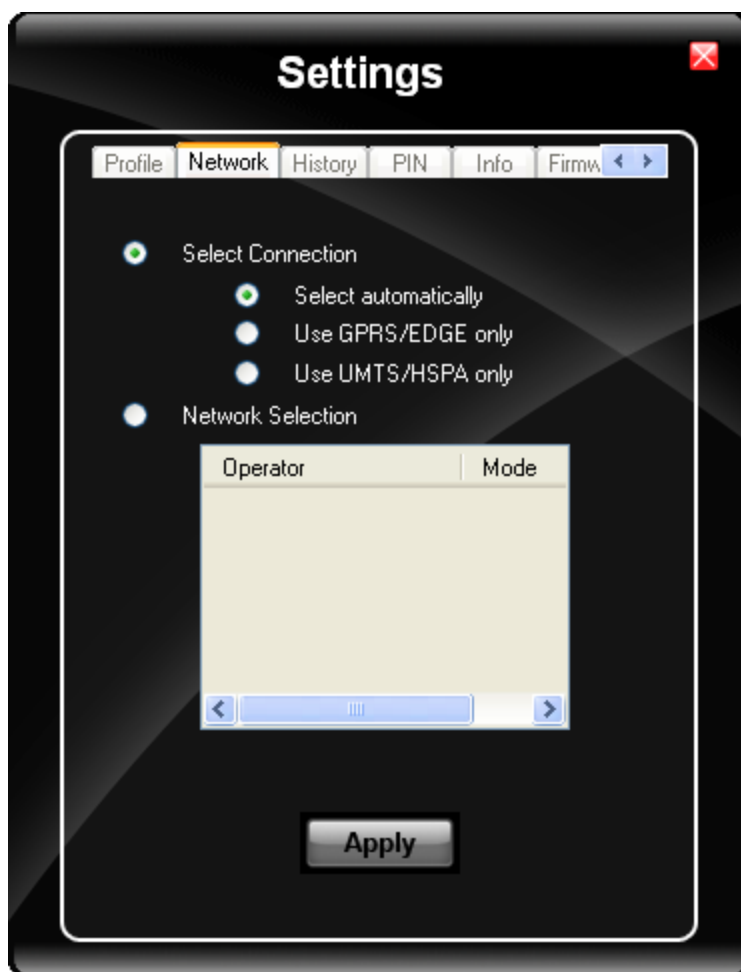 Settings
Profile Network History PIN Info Firmw
Select Connection
Select automatically
Use GPRS/EDGE only
Use UMTS/HSPA only
Network Selection
Operator Mode
Apply